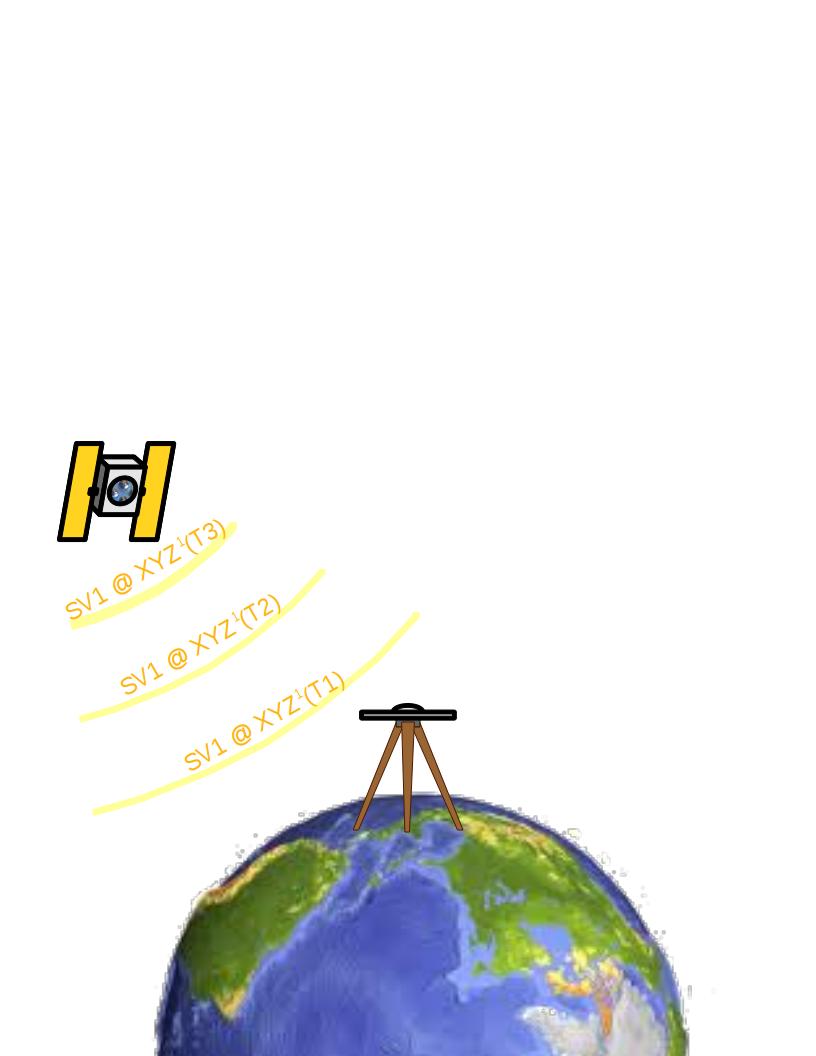 SV1 @ XYZ¹(T3)
SV1 @ XYZ¹(T2)
SV1 @ XYZ¹(T1)